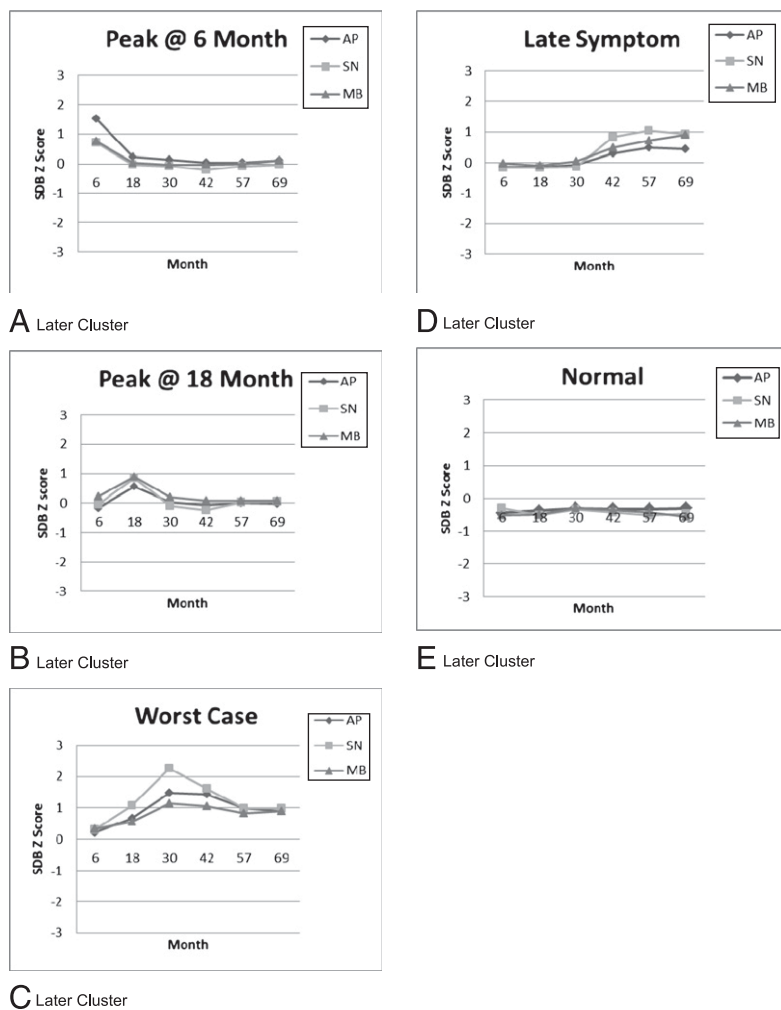 Peak @ 6 Month
AP
SN
MB
SDB Z Score
3
2
1
0
-1
-2
-3
6 18 30 42 57 69
Month
A Later Cluster
Peak @ 18 Month
AP
SN
MB
SDB Z score
3
2
1
0
-1
-2
-3
6 18 30 42 57 69
Month
B Later Cluster
Worst Case
AP
SN
MB
SDB Z Score
3
2
1
0
-1
-2
-3
6 18 30 42 57 69
Month
C Later Cluster
Late Symptom
AP
SN
MB
SDB Z Score
3
2
1
0
-1
-2
-3
6 18 30 42 57 69
Month
D Later Cluster
Normal
AP
SN
MB
SDB Z Score
3
2
1
0
-1
-2
-3
6 18 30 42 57 69
Month
E Later Cluster